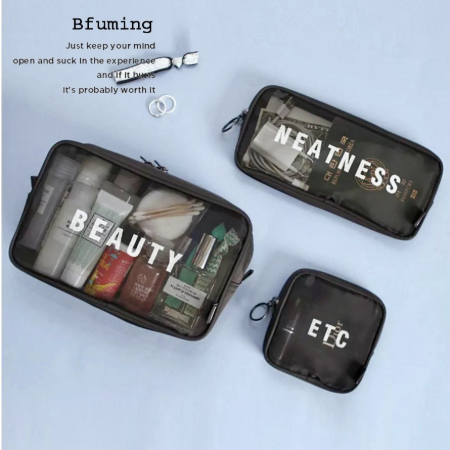 Bfuming
Just keep your mind
open and suck in the experience
and if it hurts
it's probably worth it
NEATNESS
BEAUTY
ETC